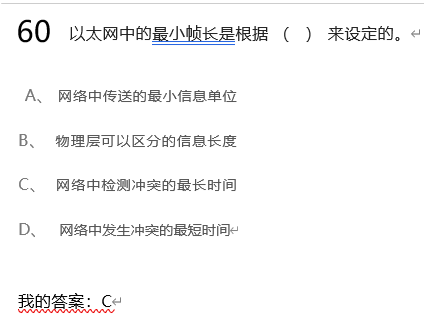 60 以太网中的最小帧长是根据 （ ） 来设定的。↵
A、 网络中传送的最小信息单位
B、 物理层可以区分的信息长度
C、 网络中检测冲突的最长时间
D、 网络中发生冲突的最短时间↵
我的答案：C↵